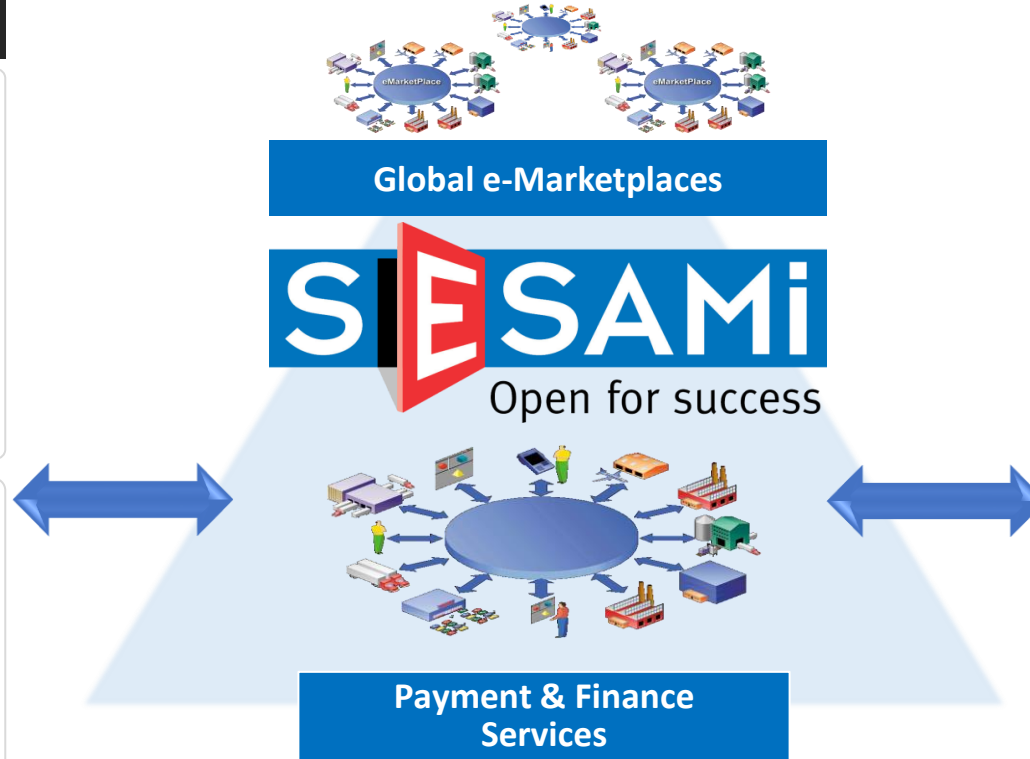 eMarketPlace
eMarketPlace
Global e-Marketplaces
SESAMi
Open for success
Payment & Finance
Services